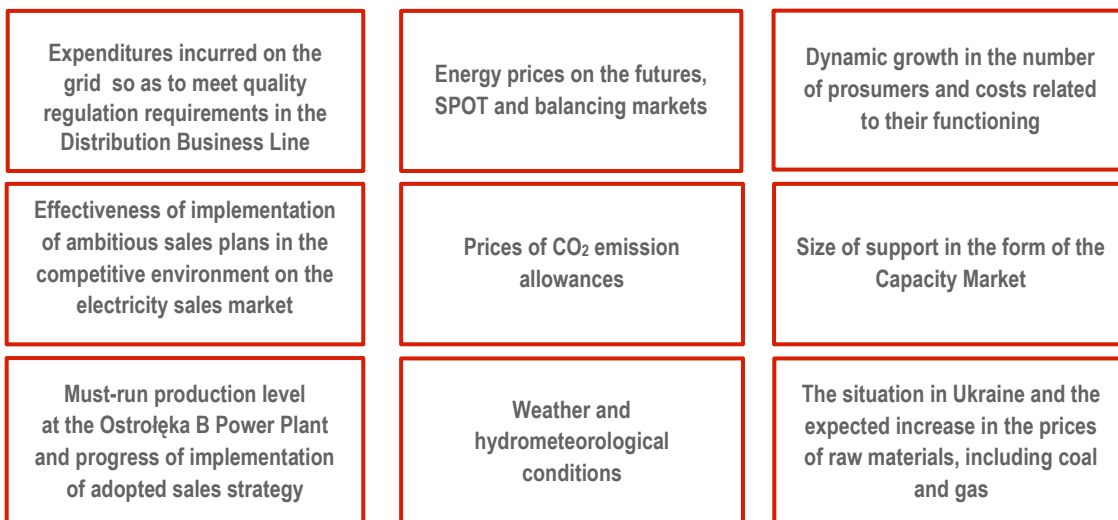 Expenditures incurred on the
grid so as to meet quality
regulation requirements in the
Distribution Business Line
Energy prices on the futures,
SPOT and balancing markets
Dynamic growth in the number
of prosumers and costs related
to their functioning
Effectiveness of implementation
of ambitious sales plans in the
competitive environment on the
electricity sales market
Prices of CO₂ emission
allowances
Size of support in the form of the
Capacity Market
Must-run production level
at the Ostrołęka B Power Plant
and progress of implementation
of adopted sales strategy
Weather and
hydrometeorological
conditions
The situation in Ukraine and the
expected increase in the prices
of raw materials, including coal
and gas